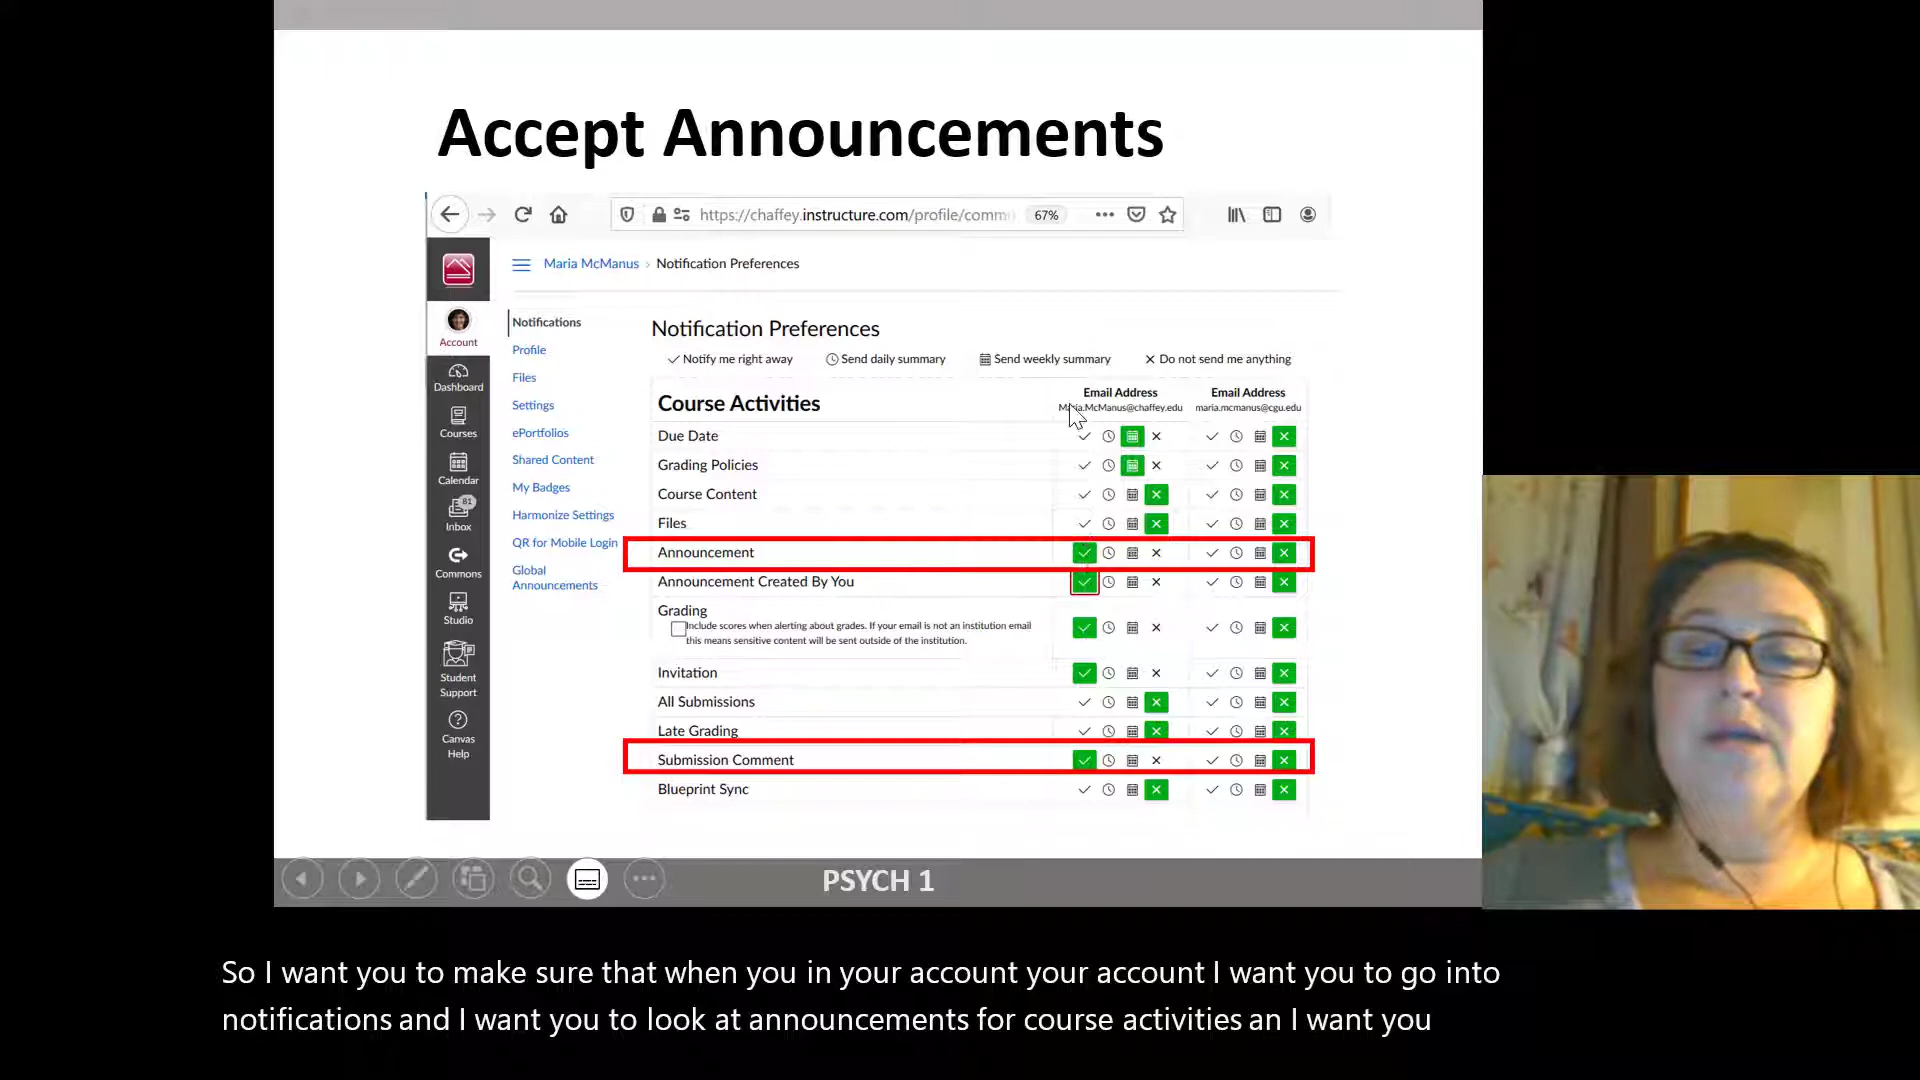 Accept Announcements
https://chaffey.instructure.com/profile/commu
67%
Maria McManus › Notification Preferences
Account
Dashboard
Courses
Calendar
81
Inbox
Commons
Studio
Student
Support
Canvas
Help
Notifications
Profile
Files
Settings
ePortfolios
Shared Content
My Badges
Harmonize Settings
QR for Mobile Login
Global
Announcements
Notification Preferences
Notify me right away Send daily summary Send weekly summary Do not send me anything
Course Activities
Email Address Email Address
Maria.McManus@chaffey.edu maria.mcmanus@cgu.edu
Due Date
Grading Policies
Course Content
Files
Announcement
Announcement Created By You
Grading
Include scores when alerting about grades. If your email is not an institution email
this means sensitive content will be sent outside of the institution.
Invitation
All Submissions
Late Grading
Submission Comment
Blueprint Sync
PSYCH 1
So I want you to make sure that when you in your account your account I want you to go into
notifications and I want you to look at announcements for course activities an I want you